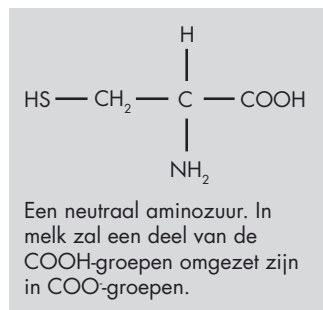 H
HS — CH₂ — C — COOH
NH₂
Een neutraal aminozuur. In
melk zal een deel van de
COOH-groepen omgezet zijn
in COO⁻-groepen.